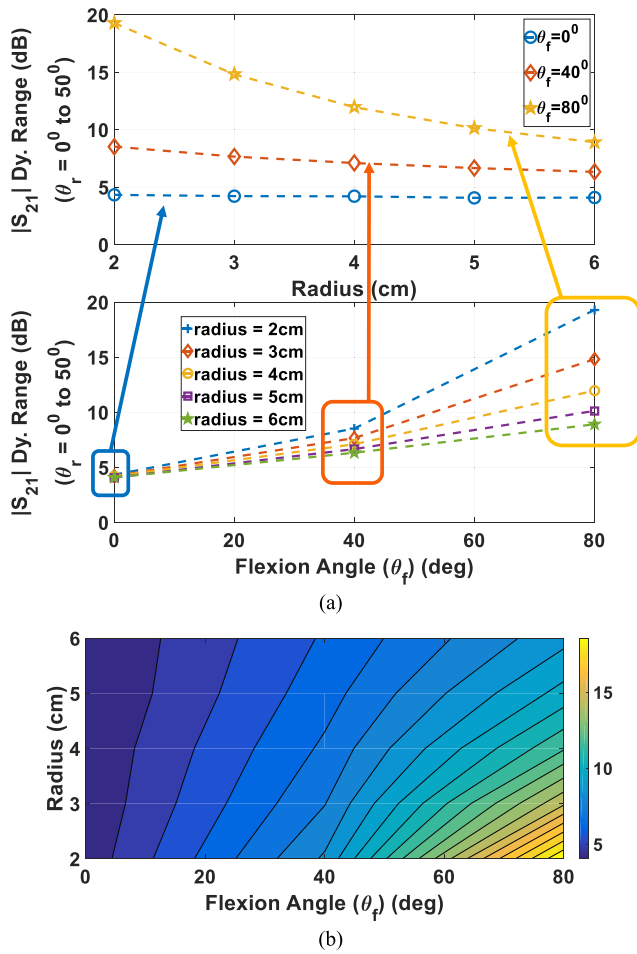 |S21| Dy. Range (dB)
(θr = 0⁰ to 50⁰)
20
15
10
5
0
θf=0⁰
θf=40⁰
θf=80⁰
2 3 4 5 6
Radius (cm)
|S21| Dy. Range (dB)
(θr = 0⁰ to 50⁰)
20
15
10
5
0
radius = 2cm
radius = 3cm
radius = 4cm
radius = 5cm
radius = 6cm
0 20 40 60 80
Flexion Angle (θf) (deg)
(a)
Radius (cm)
6
5
4
3
2
15
10
5
0 20 40 60 80
Flexion Angle (θf) (deg)
(b)